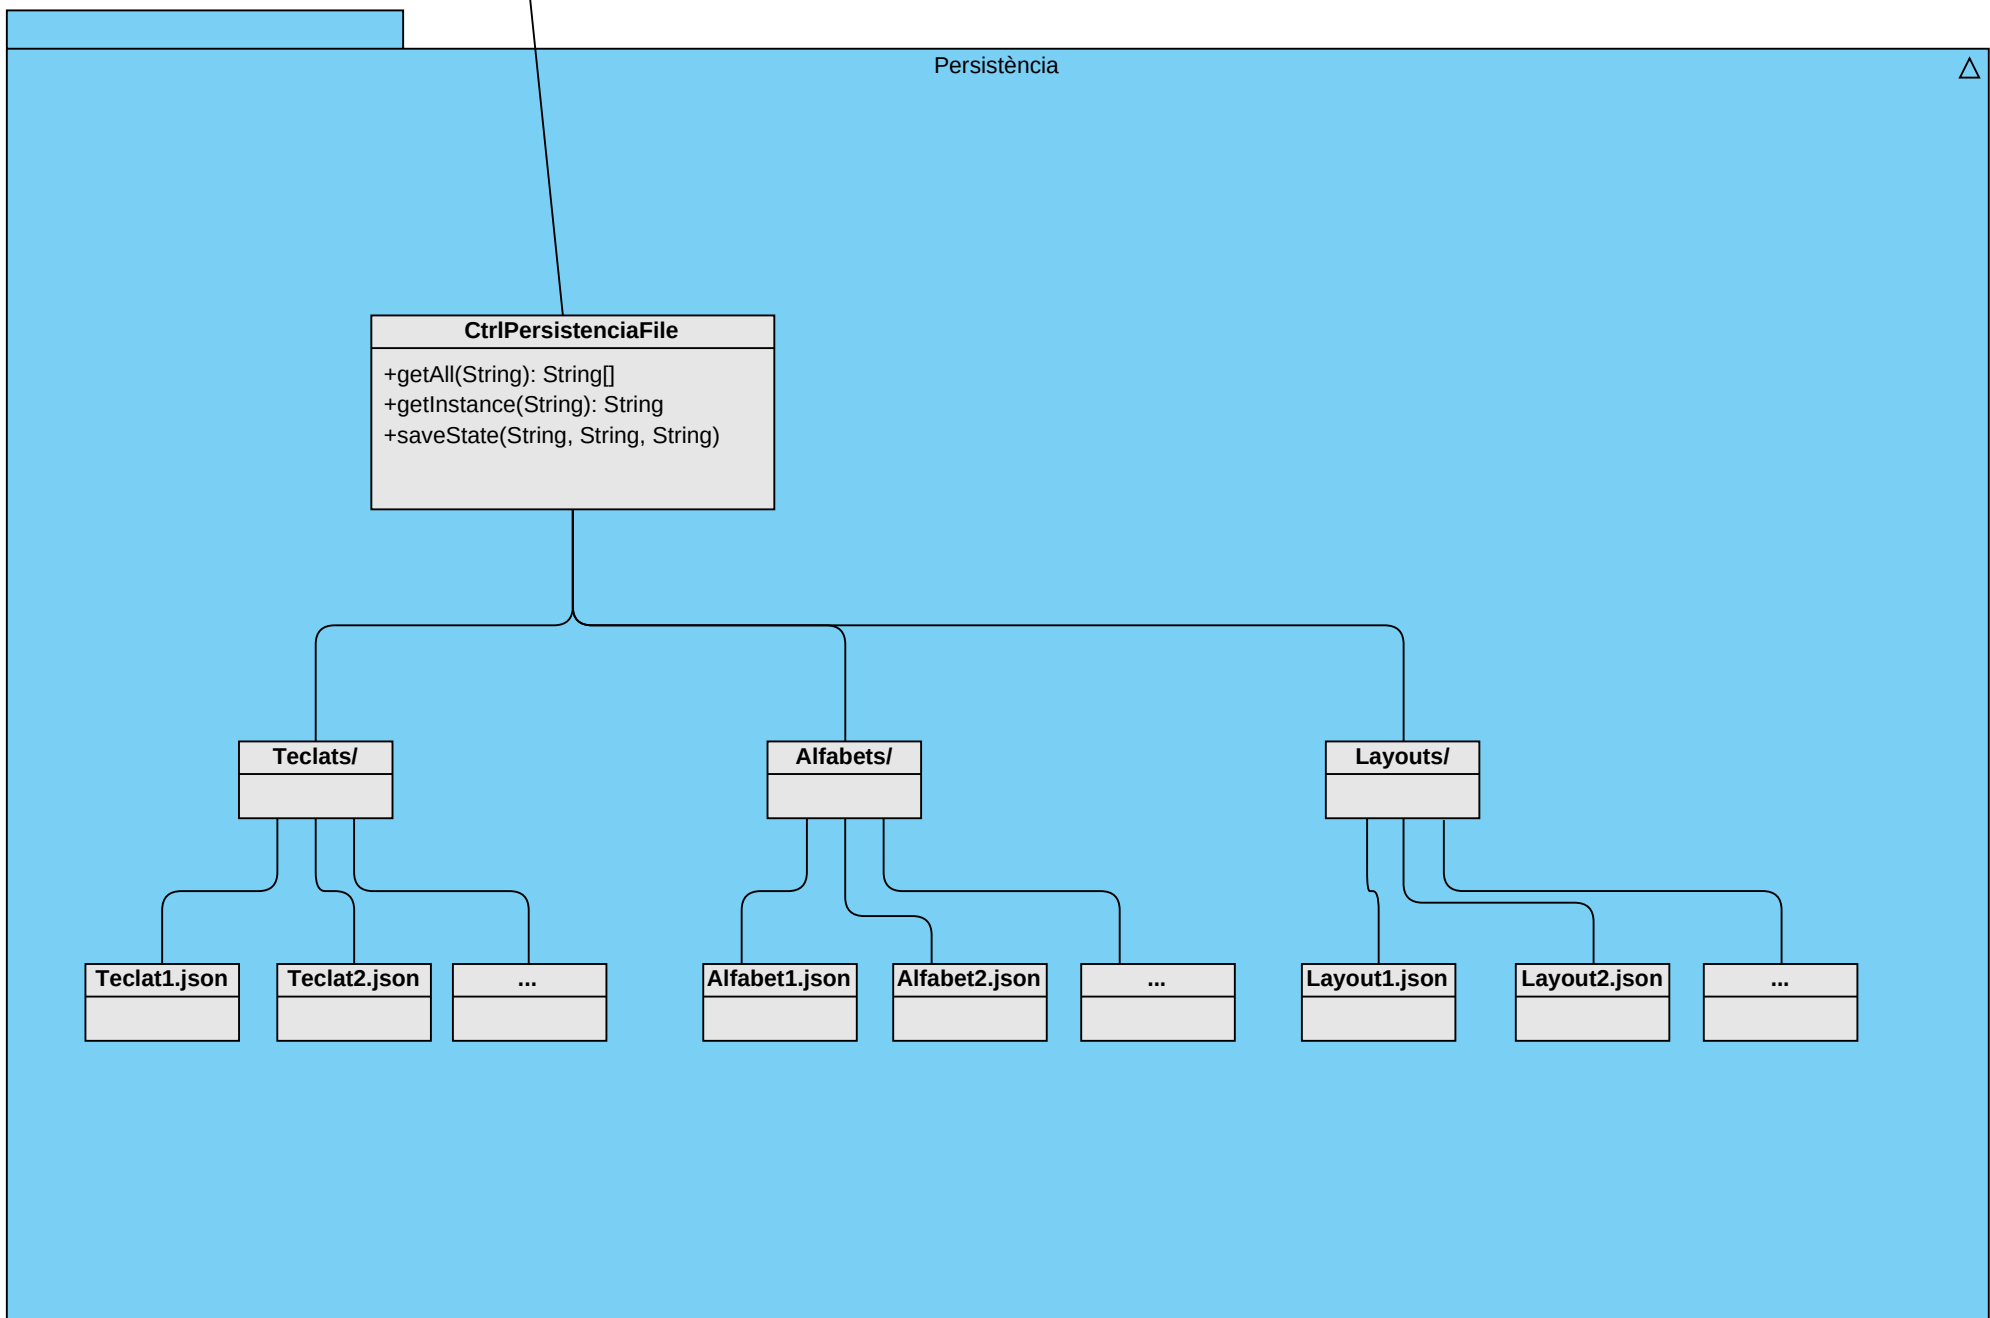 Persistència
CtrlPersistenciaFile
+getAll(String): String[]
+getInstance(String): String
+saveState(String, String, String)
Teclats/
Alfabets/
Layouts/
Teclat1.json
Teclat2.json
...
Alfabet1.json
Alfabet2.json
...
Layout1.json
Layout2.json
...